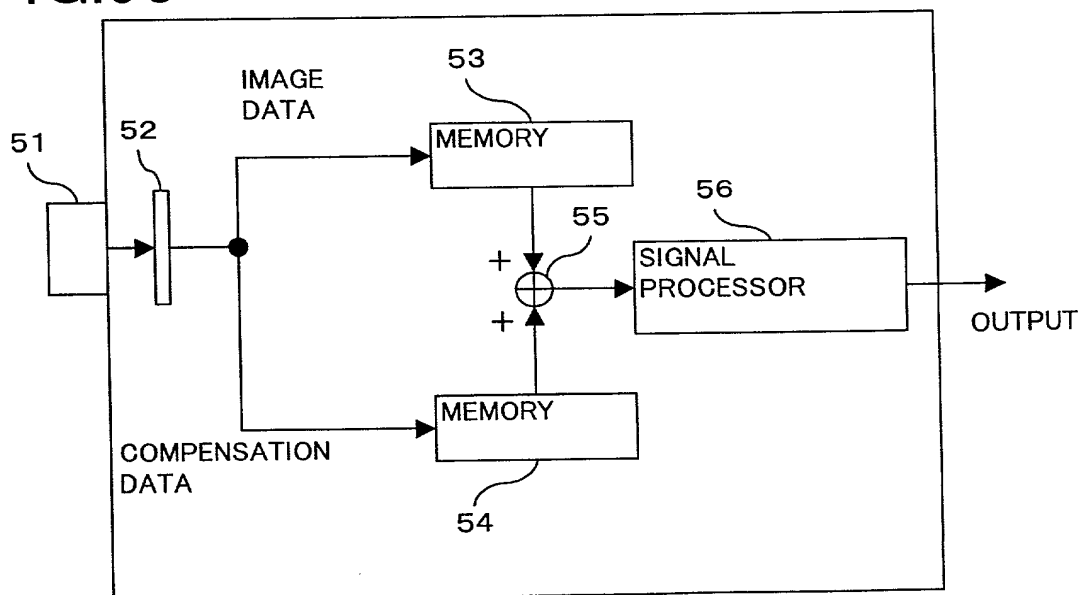 53
IMAGE
DATA
52
51
MEMORY
56
55
+
SIGNAL
PROCESSOR
+
OUTPUT
MEMORY
COMPENSATION
DATA
54